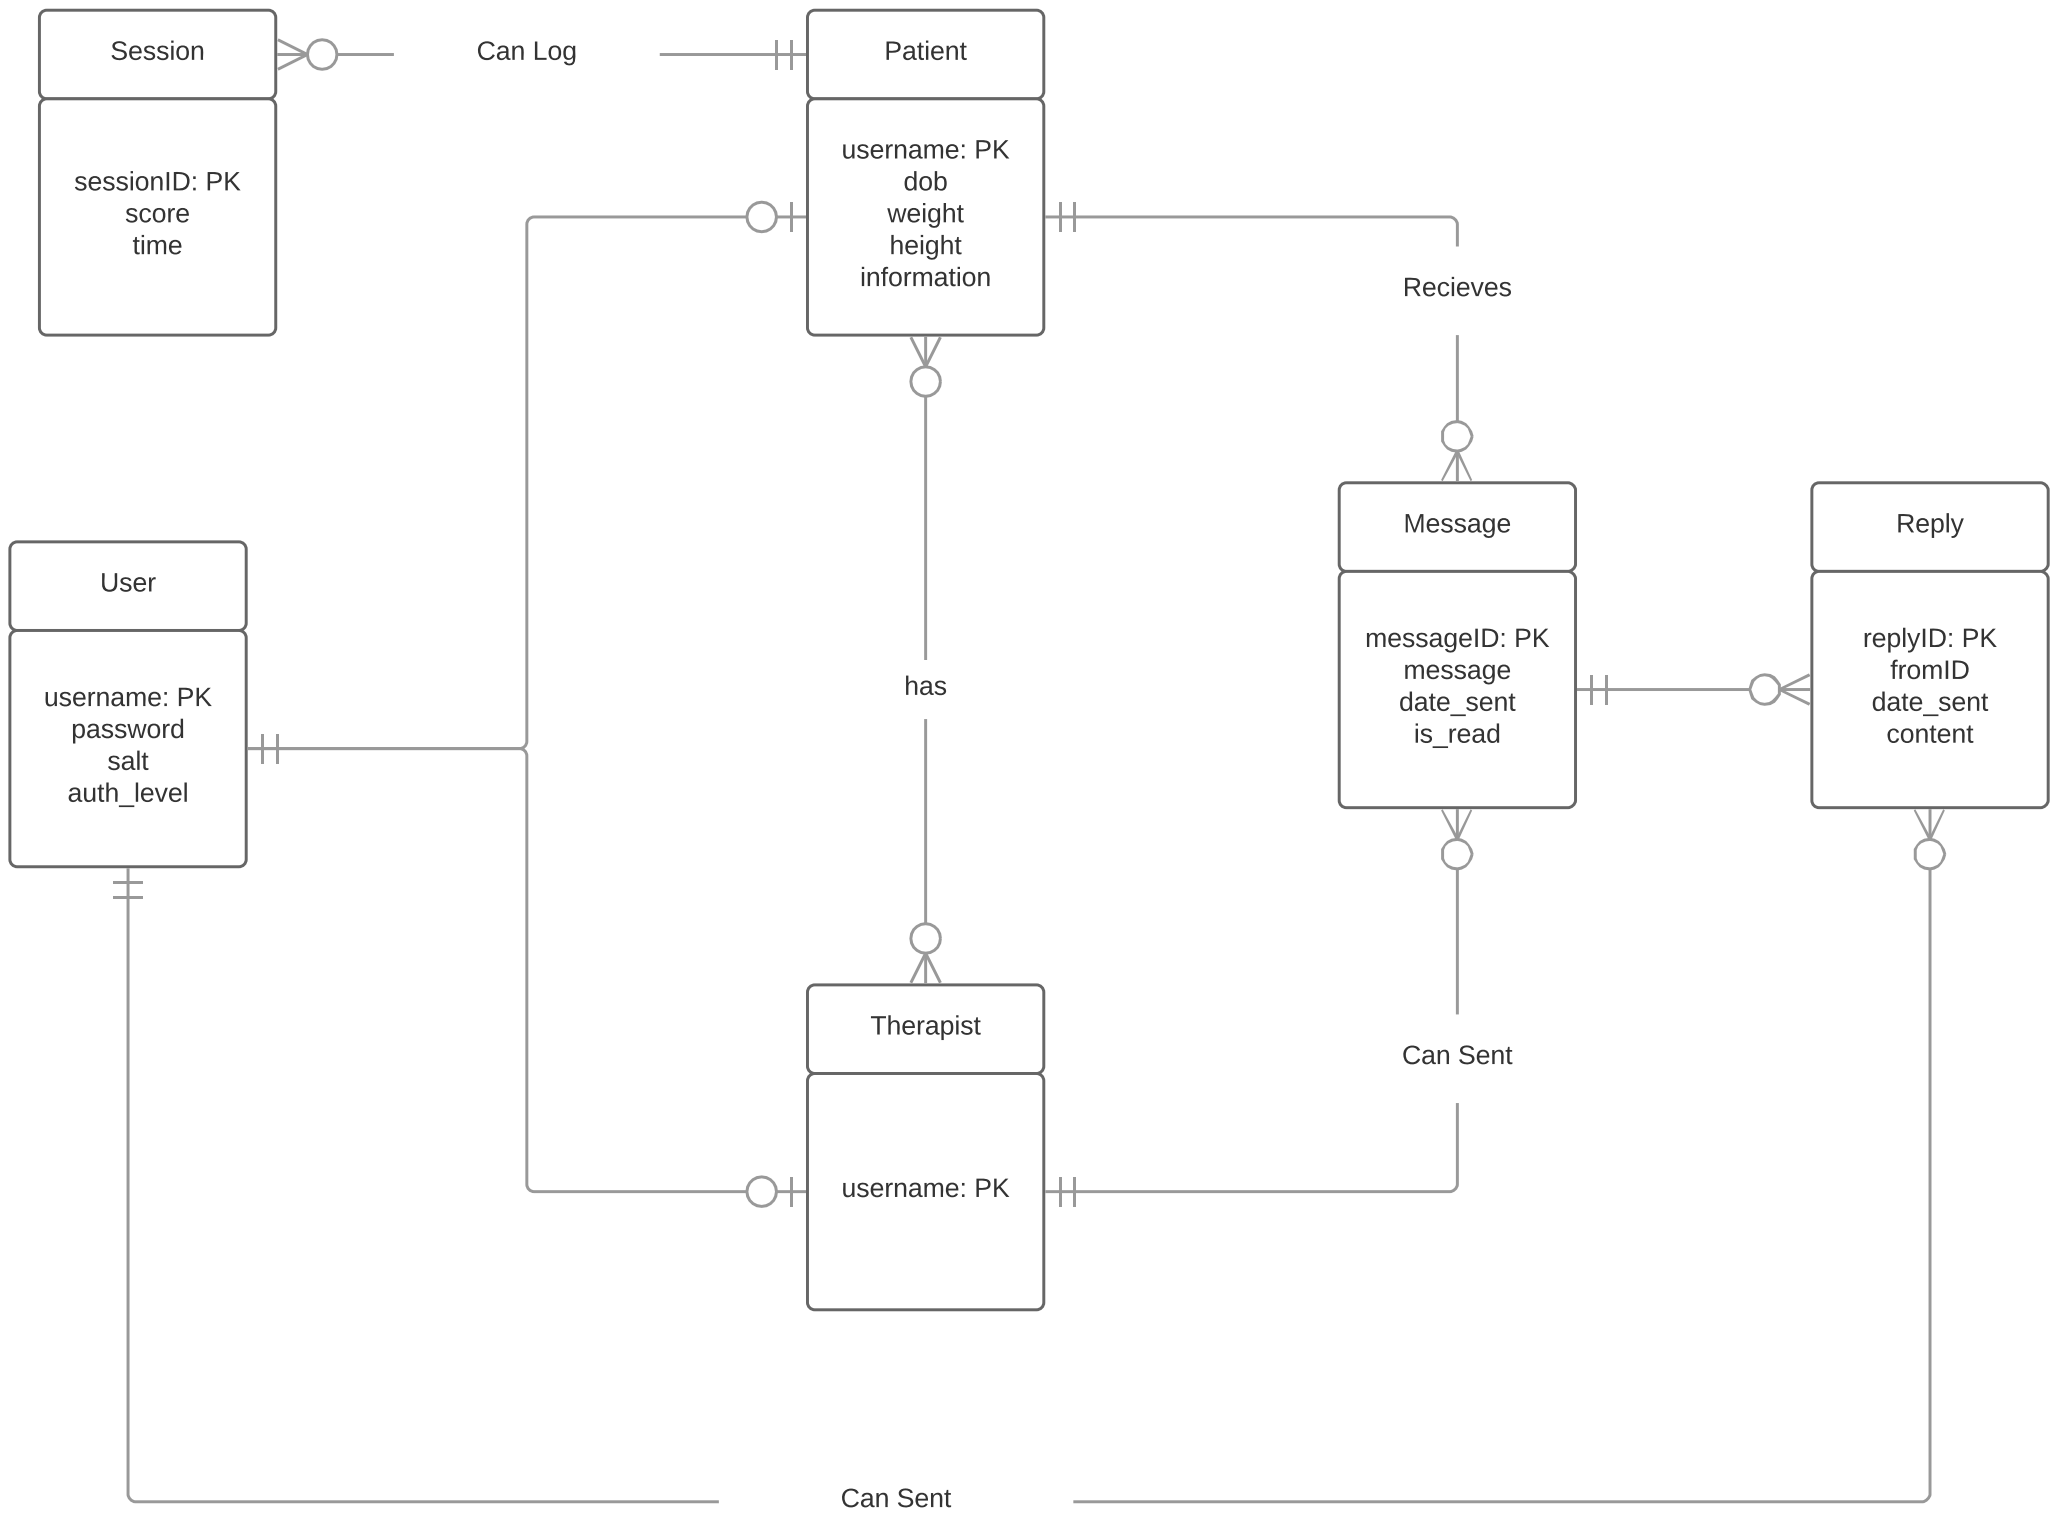 Session
sessionID: PK
score
time
Can Log
Patient
username: PK
dob
weight
height
information
Recieves
User
username: PK
password
salt
auth_level
has
Message
messageID: PK
message
date_sent
is_read
Reply
replyID: PK
fromID
date_sent
content
Therapist
username: PK
Can Sent
Can Sent